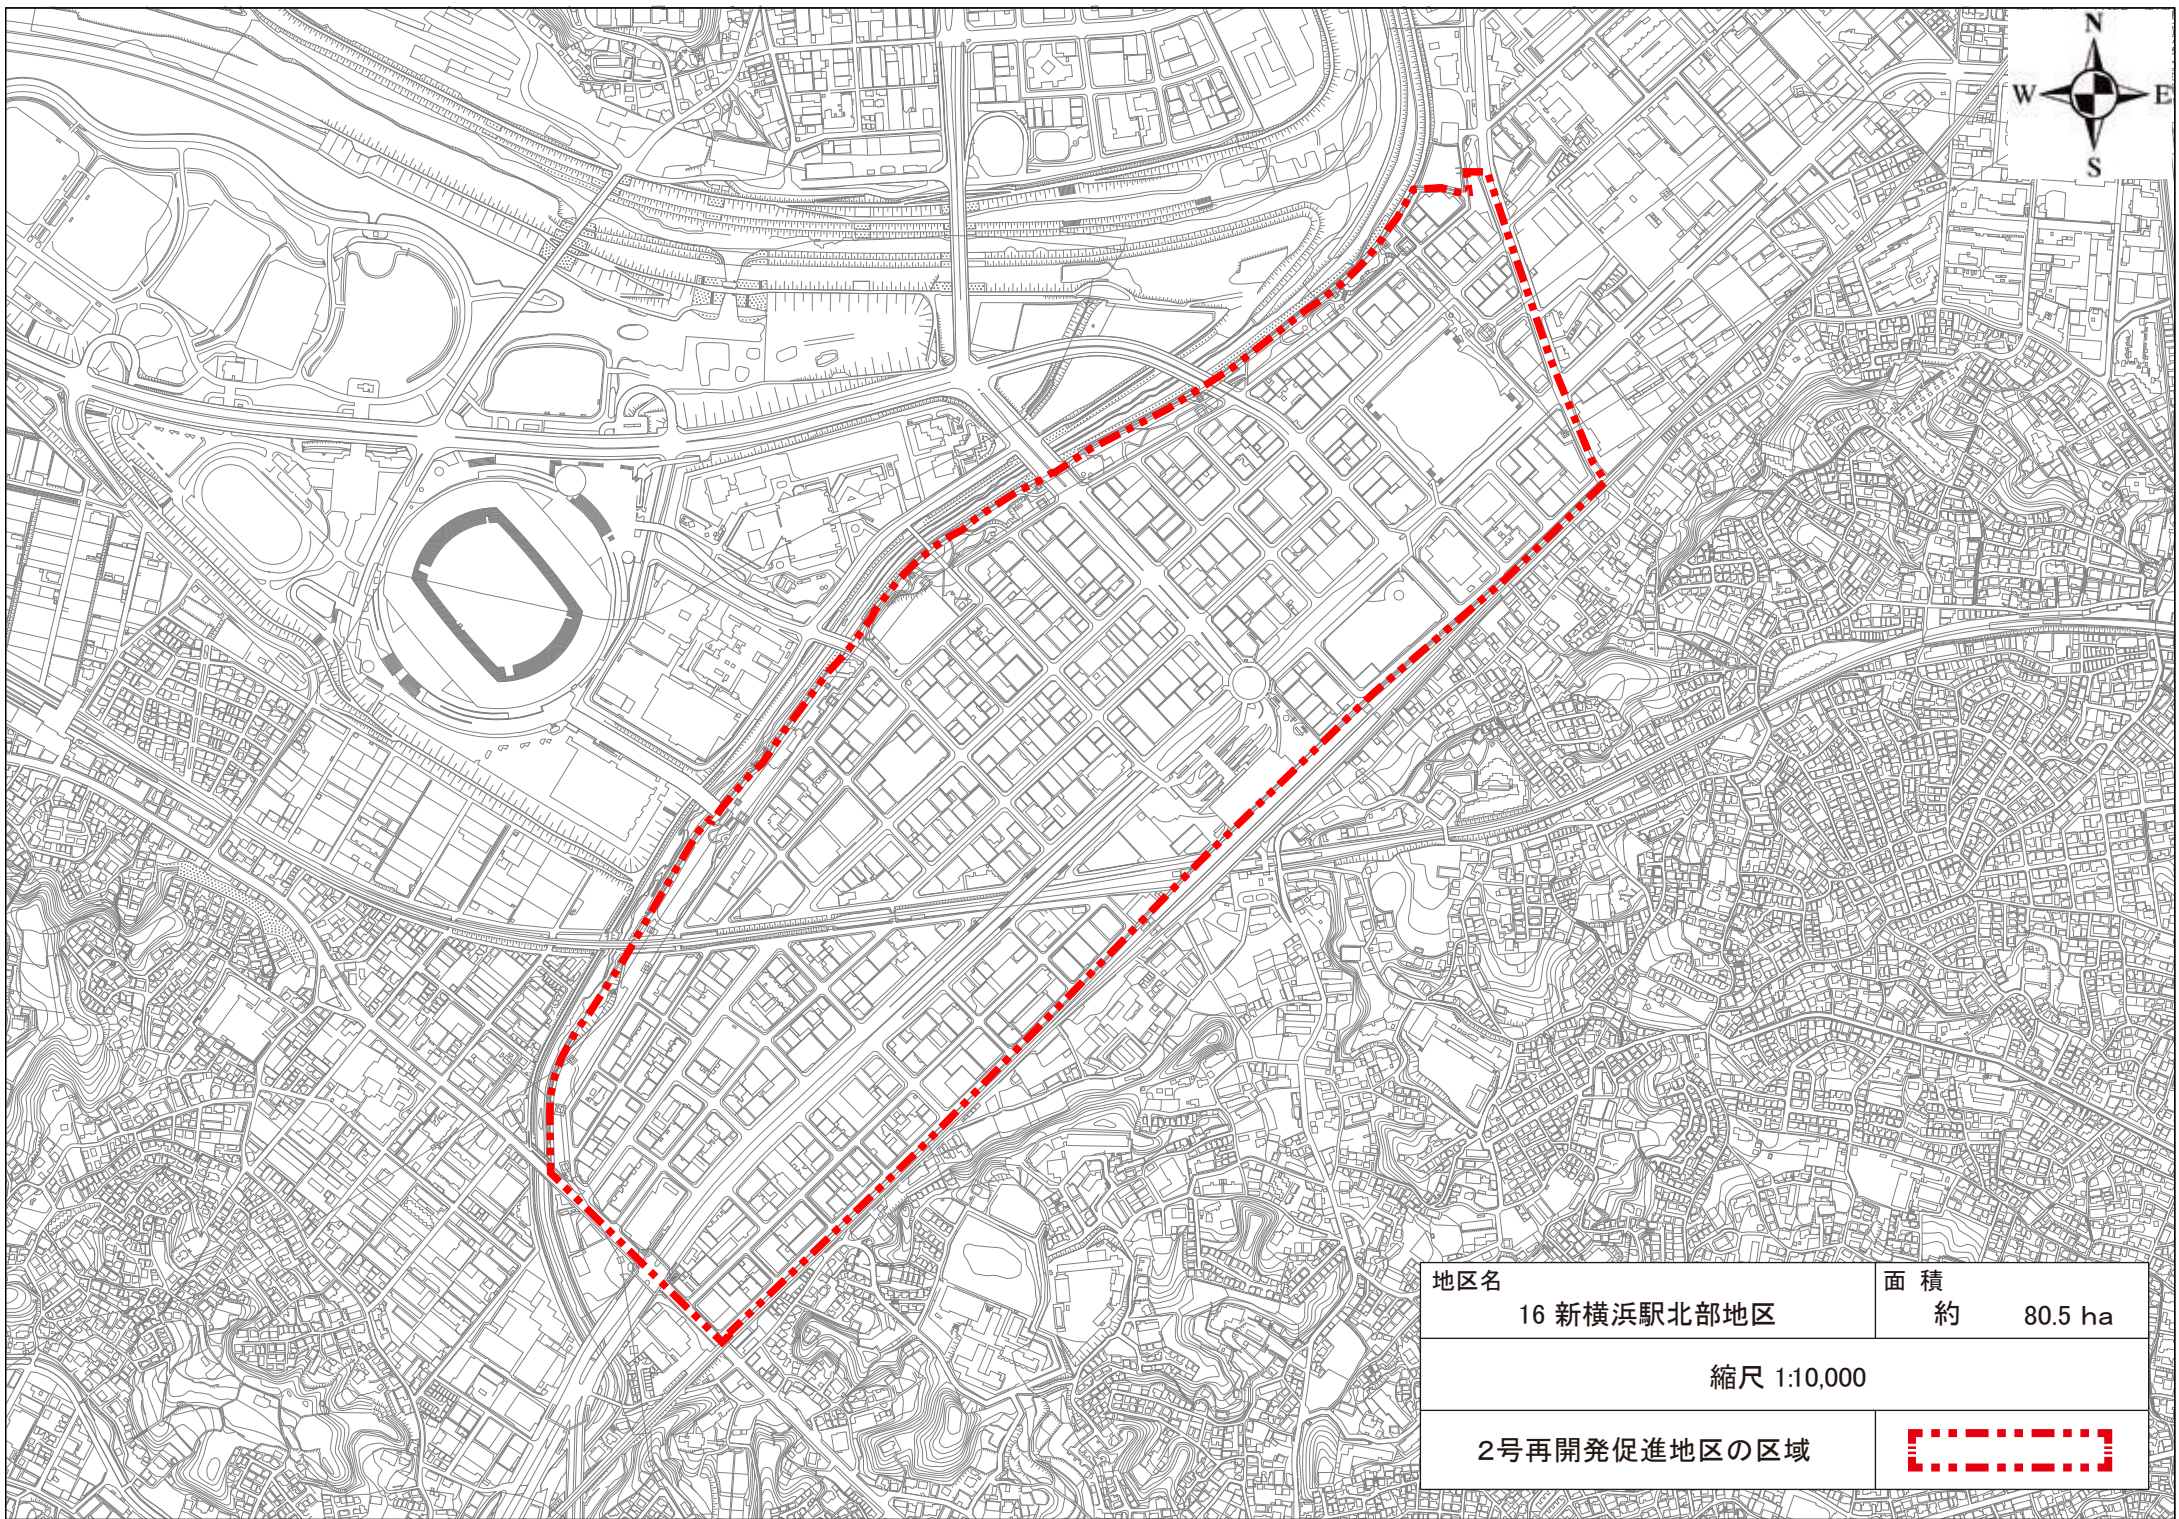 N
W E
S
地区名
16 新横浜駅北部地区
面 積
約 80.5 ha
縮尺 1:10,000
2号再開発促進地区の区域